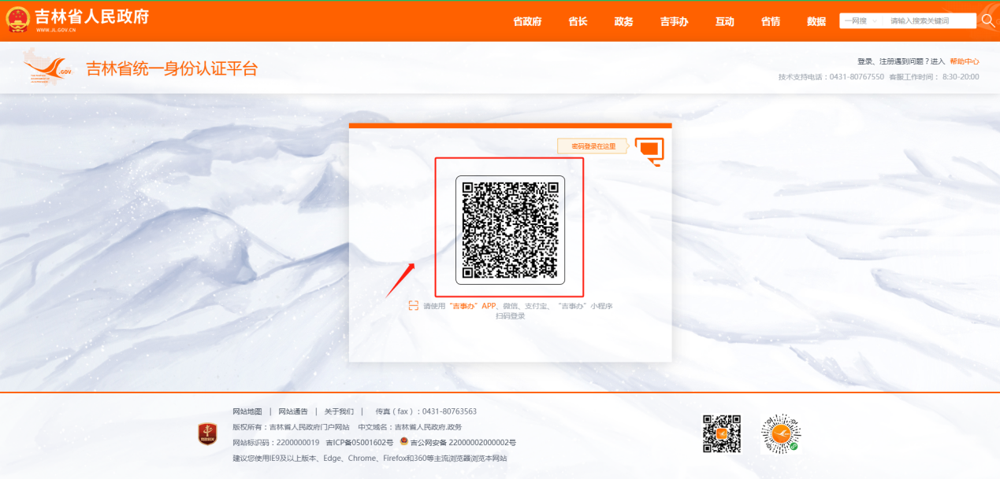 吉林省人民政府
WWW.JL.GOV.CN
省政府 省长 政务 吉事办 互动 省情 数据 一网搜 请输入搜索关键词
.GOV 吉林省统一身份认证平台
登录、注册遇到问题？进入 帮助中心
技术支持电话：0431-80767550 客服工作时间： 8:30-20:00
密码登录在这里
请使用“吉事办”APP、微信、支付宝、“吉事办”小程序
扫码登录
网站地图 | 网站通告 | 关于我们 | 传真（fax）：0431-80763563
版权所有：吉林省人民政府门户网站 中文域名：吉林省人民政府.政务
网站标识码：2200000019 吉ICP备05001602号 吉公网安备 22000002000002号
建议您使用IE9及以上版本、Edge、Chrome、Firefox和360等主流浏览器浏览本网站